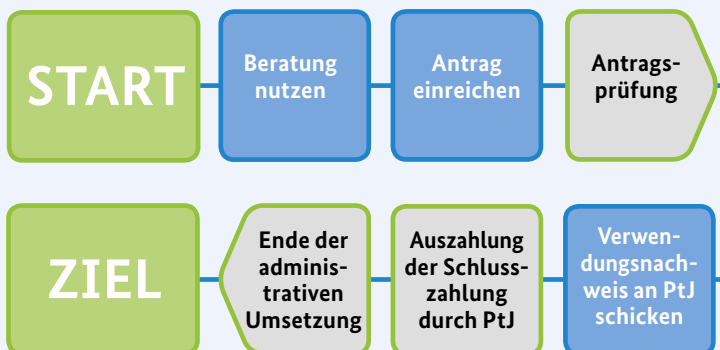 START
Beratung
nutzen
Antrag
einreichen
Antrags-
prüfung
ZIEL
Ende der
adminis-
trativen
Umsetzung
Auszahlung
der Schluss-
zahlung
durch PtJ
Verwen-
dungsnach-
weis an PtJ
schicken